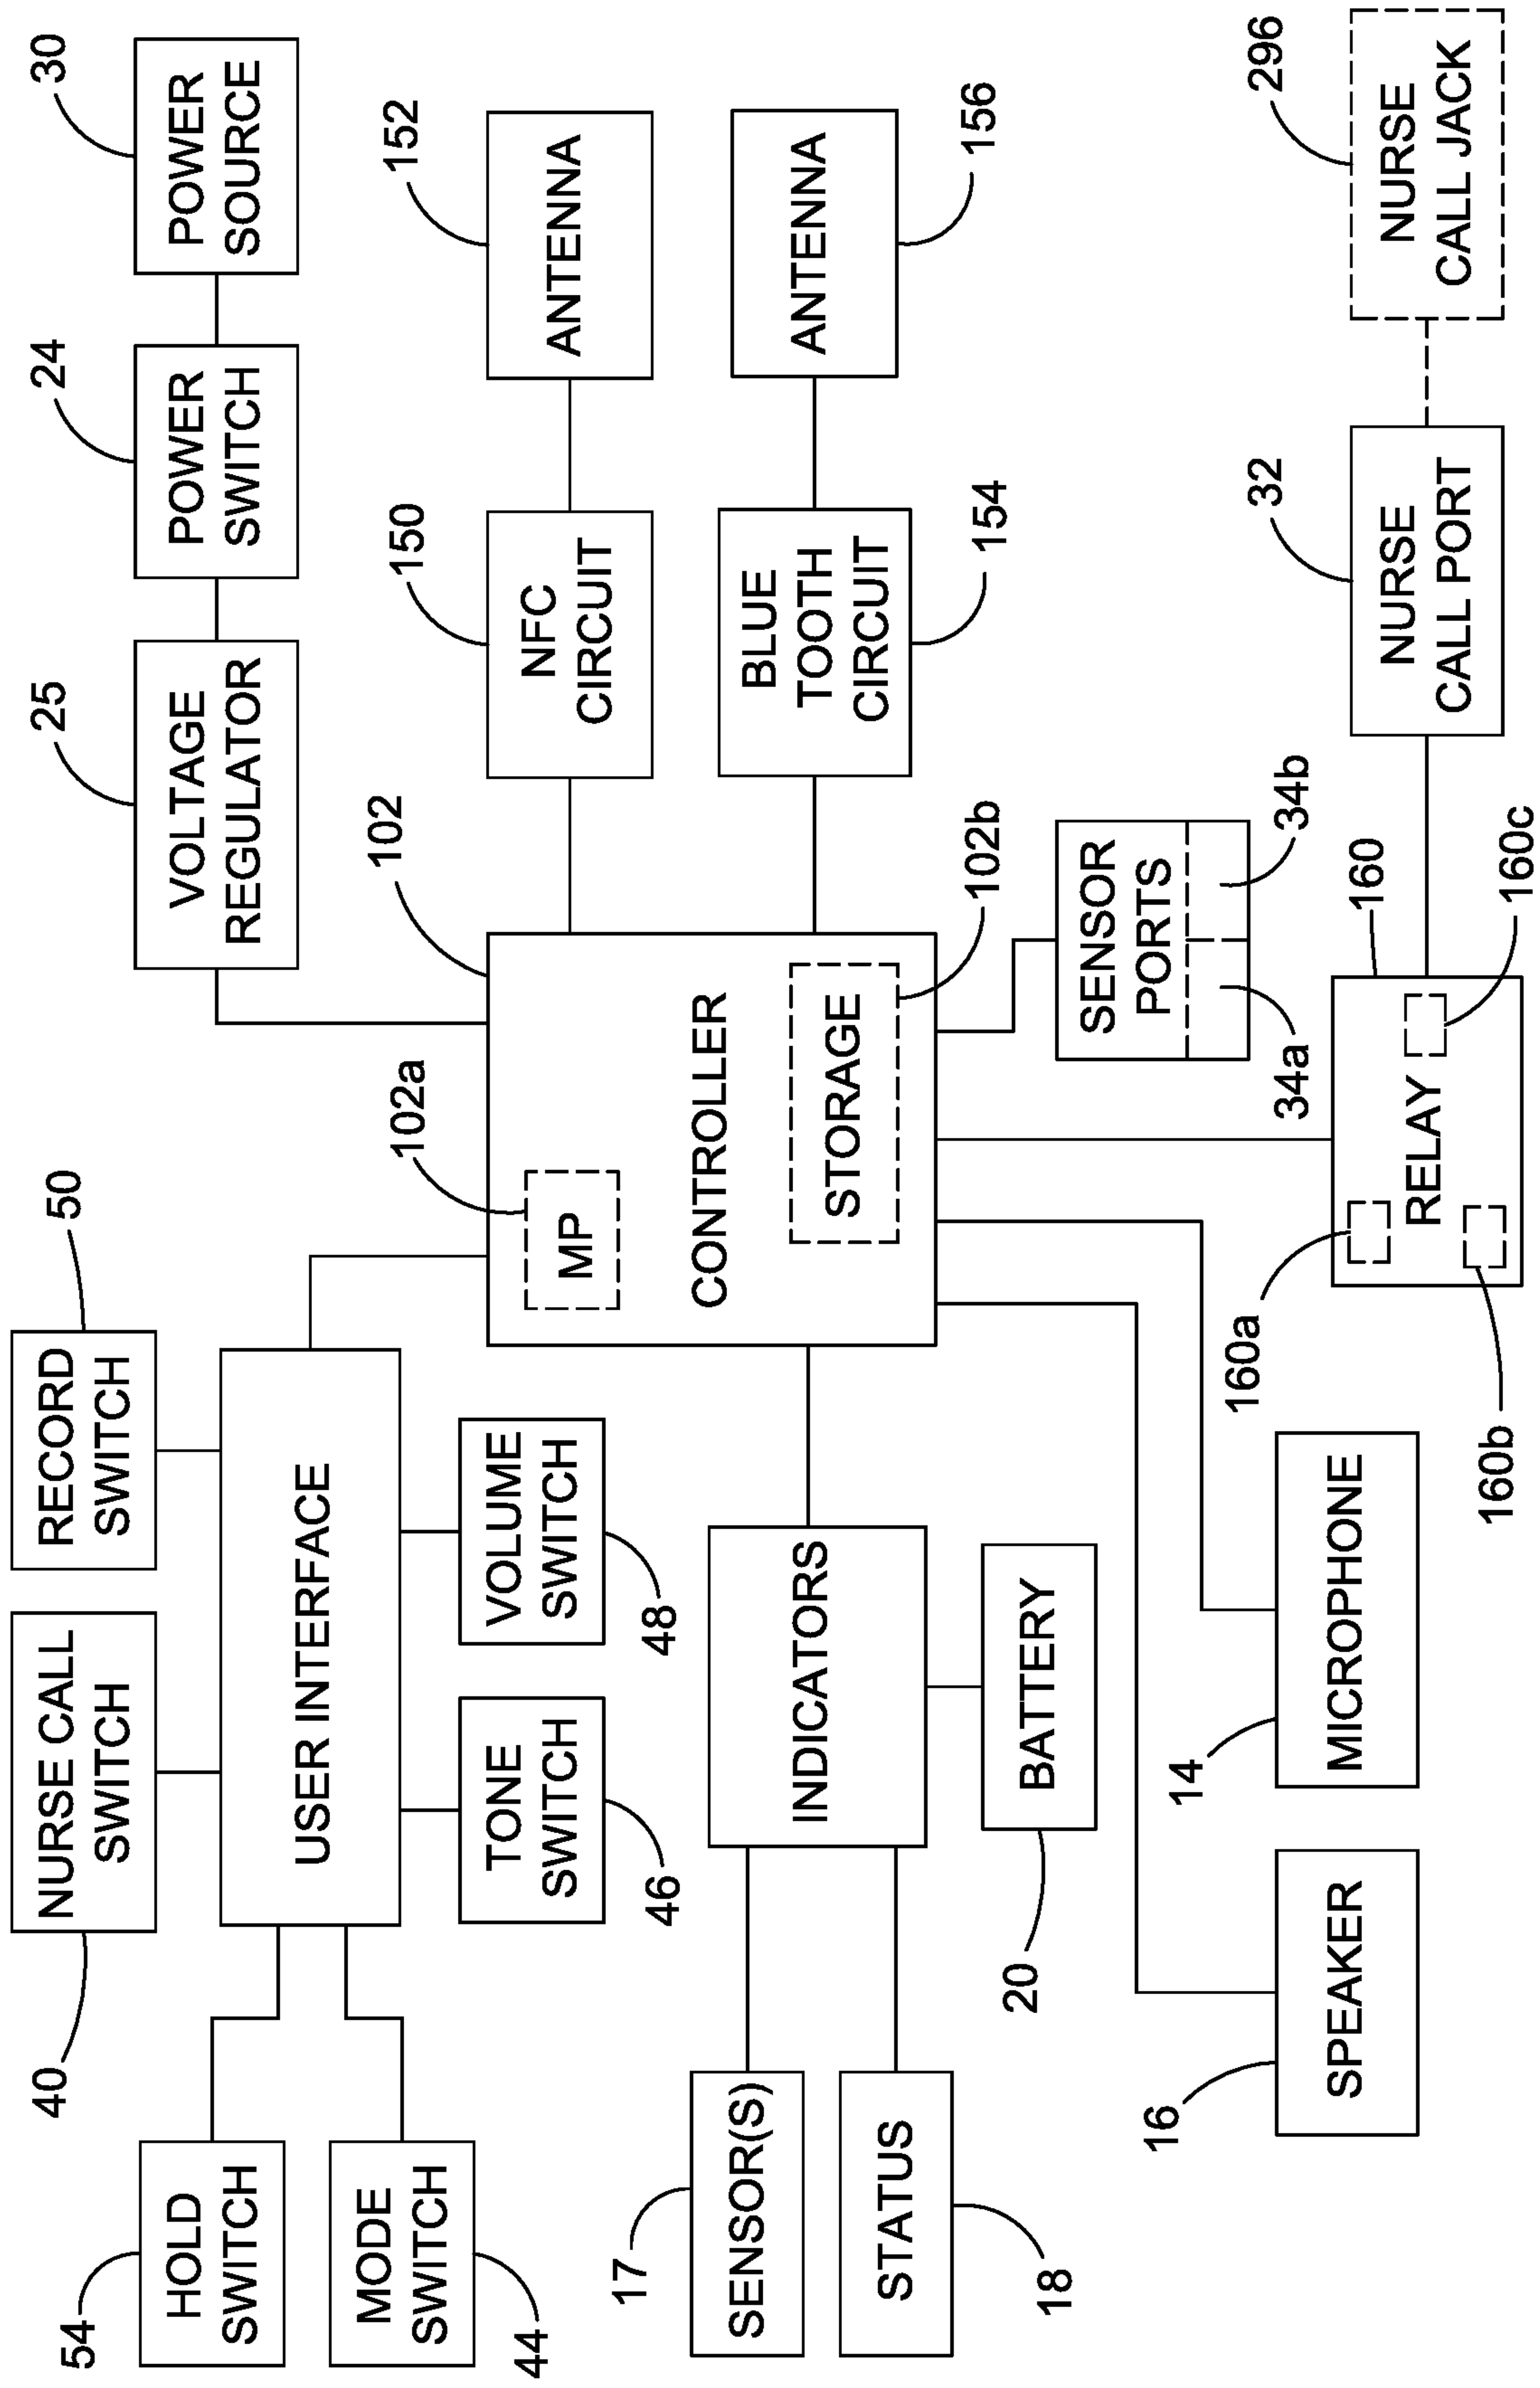 54
HOLD
SWITCH
40
NURSE CALL
SWITCH
50
RECORD
SWITCH
25
VOLTAGE
REGULATOR
24
POWER
SWITCH
30
POWER
SOURCE
44
MODE
SWITCH
USER INTERFACE
46
TONE
SWITCH
48
VOLUME
SWITCH
102
102a
MP
CONTROLLER
STORAGE
102b
150
NFC
CIRCUIT
152
ANTENNA
154
BLUE
TOOTH
CIRCUIT
156
ANTENNA
17
SENSOR(S)
18
STATUS
INDICATORS
20
BATTERY
SENSOR
PORTS
34a
34b
16
SPEAKER
14
MICROPHONE
160
160a
RELAY
160b
160c
32
NURSE
CALL PORT
296
NURSE
CALL JACK